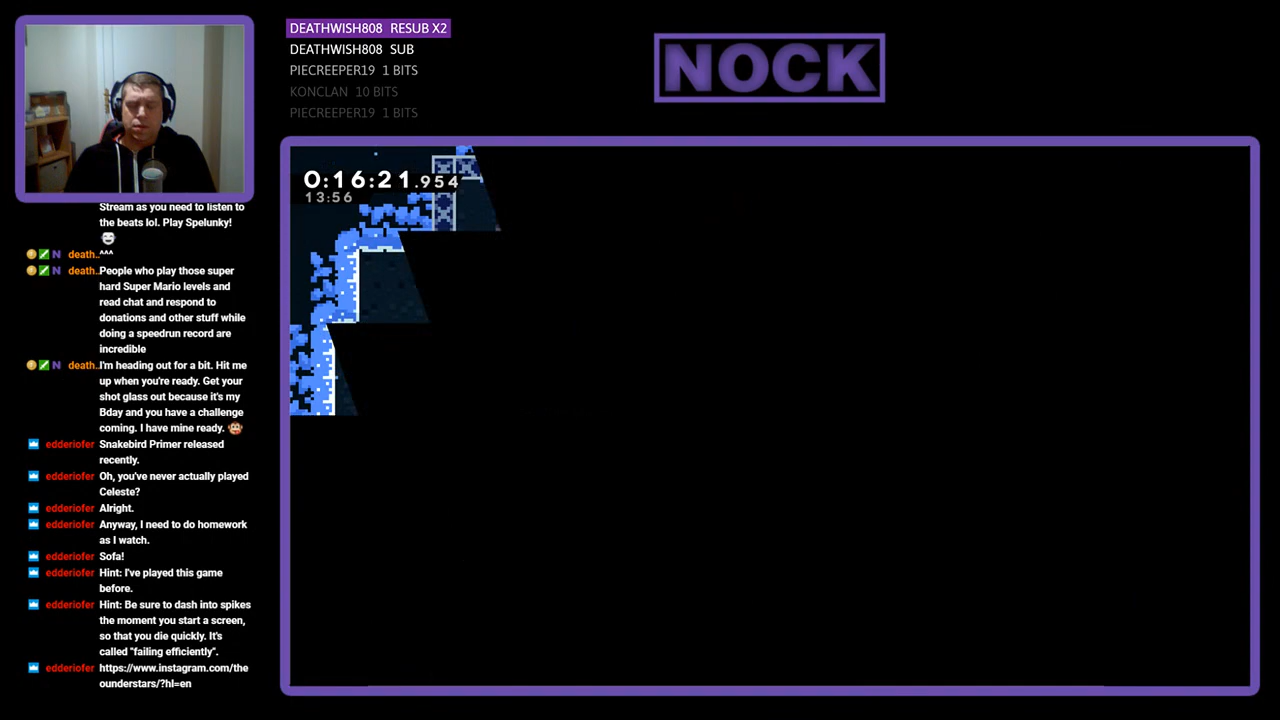 DEATHWISH808 RESUB X2
DEATHWISH808 SUB
PIECREEPER19 1 BITS
KONCLAN 10 BITS
PIECREEPER19 1 BITS
NOCK
0:16:21.954
13:56
Stream as you need to listen to
the beats lol. Play Spelunky!
death.. ^^^
death.. People who play those super
hard Super Mario levels and
read chat and respond to
donations and other stuff while
doing a speedrun record are
incredible
death.. I'm heading out for a bit. Hit me
up when you're ready. Get your
shot glass out because it's my
Bday and you have a challenge
coming. I have mine ready.
edderiofer Snakebird Primer released
recently.
edderiofer Oh, you've never actually played
Celeste?
edderiofer Alright.
edderiofer Anyway, I need to do homework
as I watch.
edderiofer Sofa!
edderiofer Hint: I've played this game
before.
edderiofer Hint: Be sure to dash into spikes
the moment you start a screen,
so that you die quickly. It's
called "failing efficiently".
edderiofer https://www.instagram.com/the
ounderstars/?hl=en